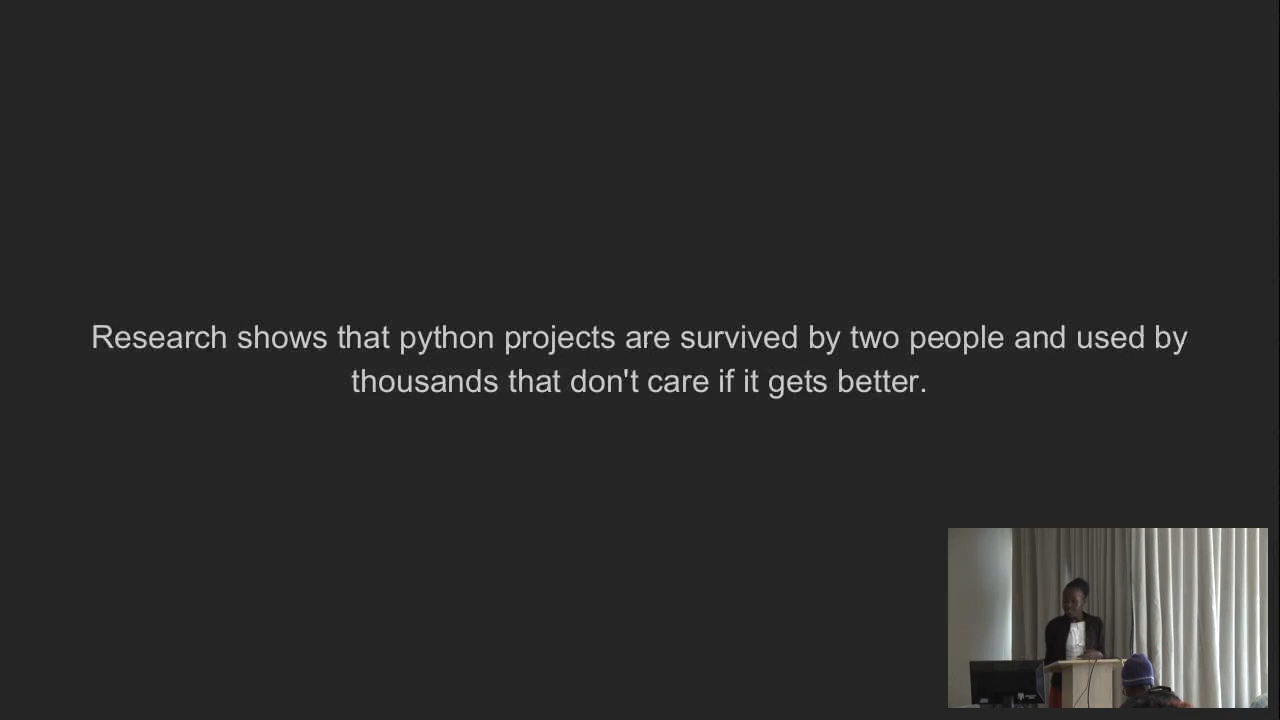 Research shows that python projects are survived by two people and used by
thousands that don't care if it gets better.